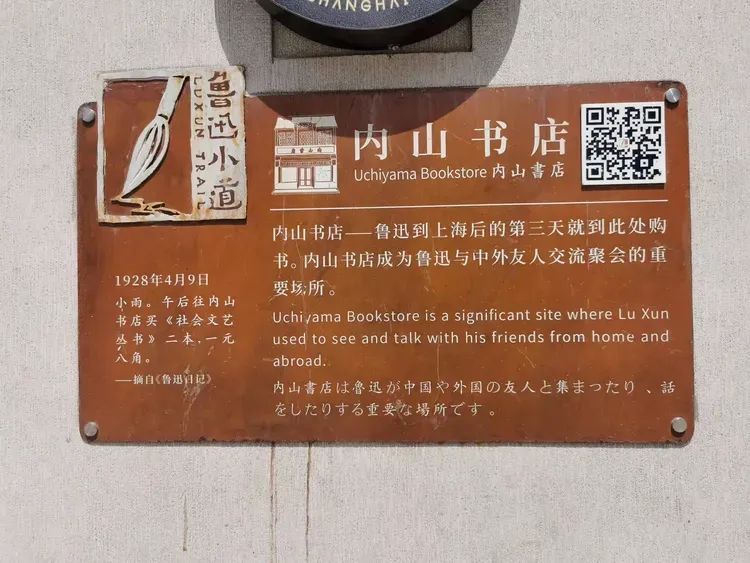 SHANGHAI
鲁迅小道
LUXUN TRAIL
内山书店
Uchiyama Bookstore 内山書店
内山书店——鲁迅到上海后的第三天就到此处购
书。内山书店成为鲁迅与中外友人交流聚会的重
要场所。
Uchiyama Bookstore is a significant site where Lu Xun
used to see and talk with his friends from home and
abroad.
内山書店は魯迅が中国や外国の友人と集まつたり、話
をしたりする重要な場所です。
1928年4月9日
小雨。午后往内山
书店买《社会文艺
丛书》二本，一元
八角。
——摘自《鲁迅日记》